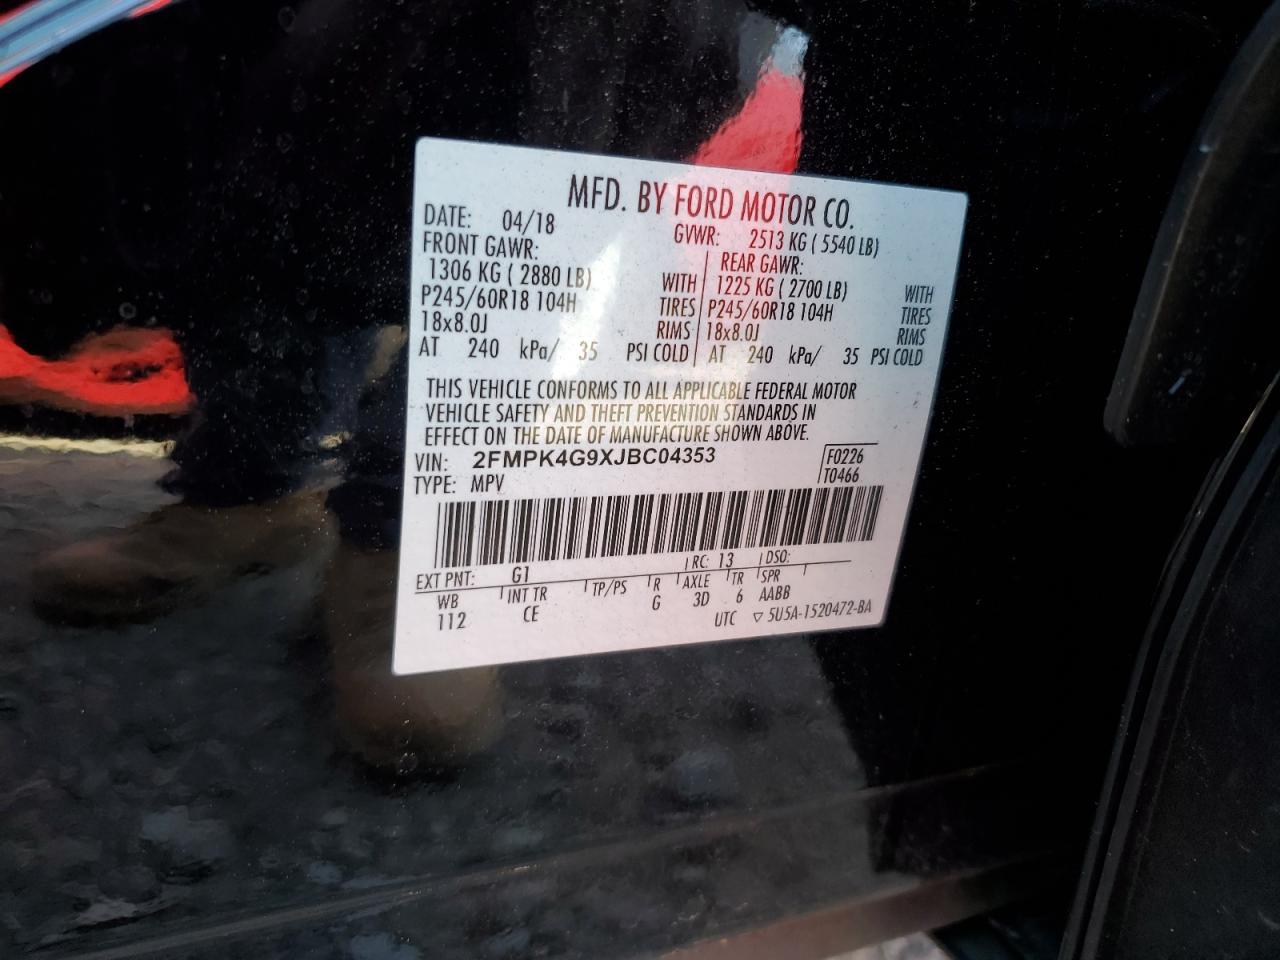 MFD. BY FORD MOTOR CO.
DATE: 04/18 GVWR: 2513 KG ( 5540 LB)
FRONT GAWR: REAR GAWR:
1306 KG ( 2880 LB) WITH 1225 KG ( 2700 LB) WITH
P245/60R18 104H TIRES P245/60R18 104H TIRES
18x8.0J RIMS 18x8.0J RIMS
AT 240 kPa/ 35 PSI COLD AT 240 kPa/ 35 PSI COLD
THIS VEHICLE CONFORMS TO ALL APPLICABLE FEDERAL MOTOR
VEHICLE SAFETY AND THEFT PREVENTION STANDARDS IN
EFFECT ON THE DATE OF MANUFACTURE SHOWN ABOVE.
VIN: 2FMPK4G9XJBC04353 F0226
TYPE: MPV T0466
EXT PNT: G1 RC: 13 DSO:
WB INT TR TP/PS R AXLE TR SPR
112 CE G 3D 6 AABB
UTC ▽ 5U5A-1520472-BA